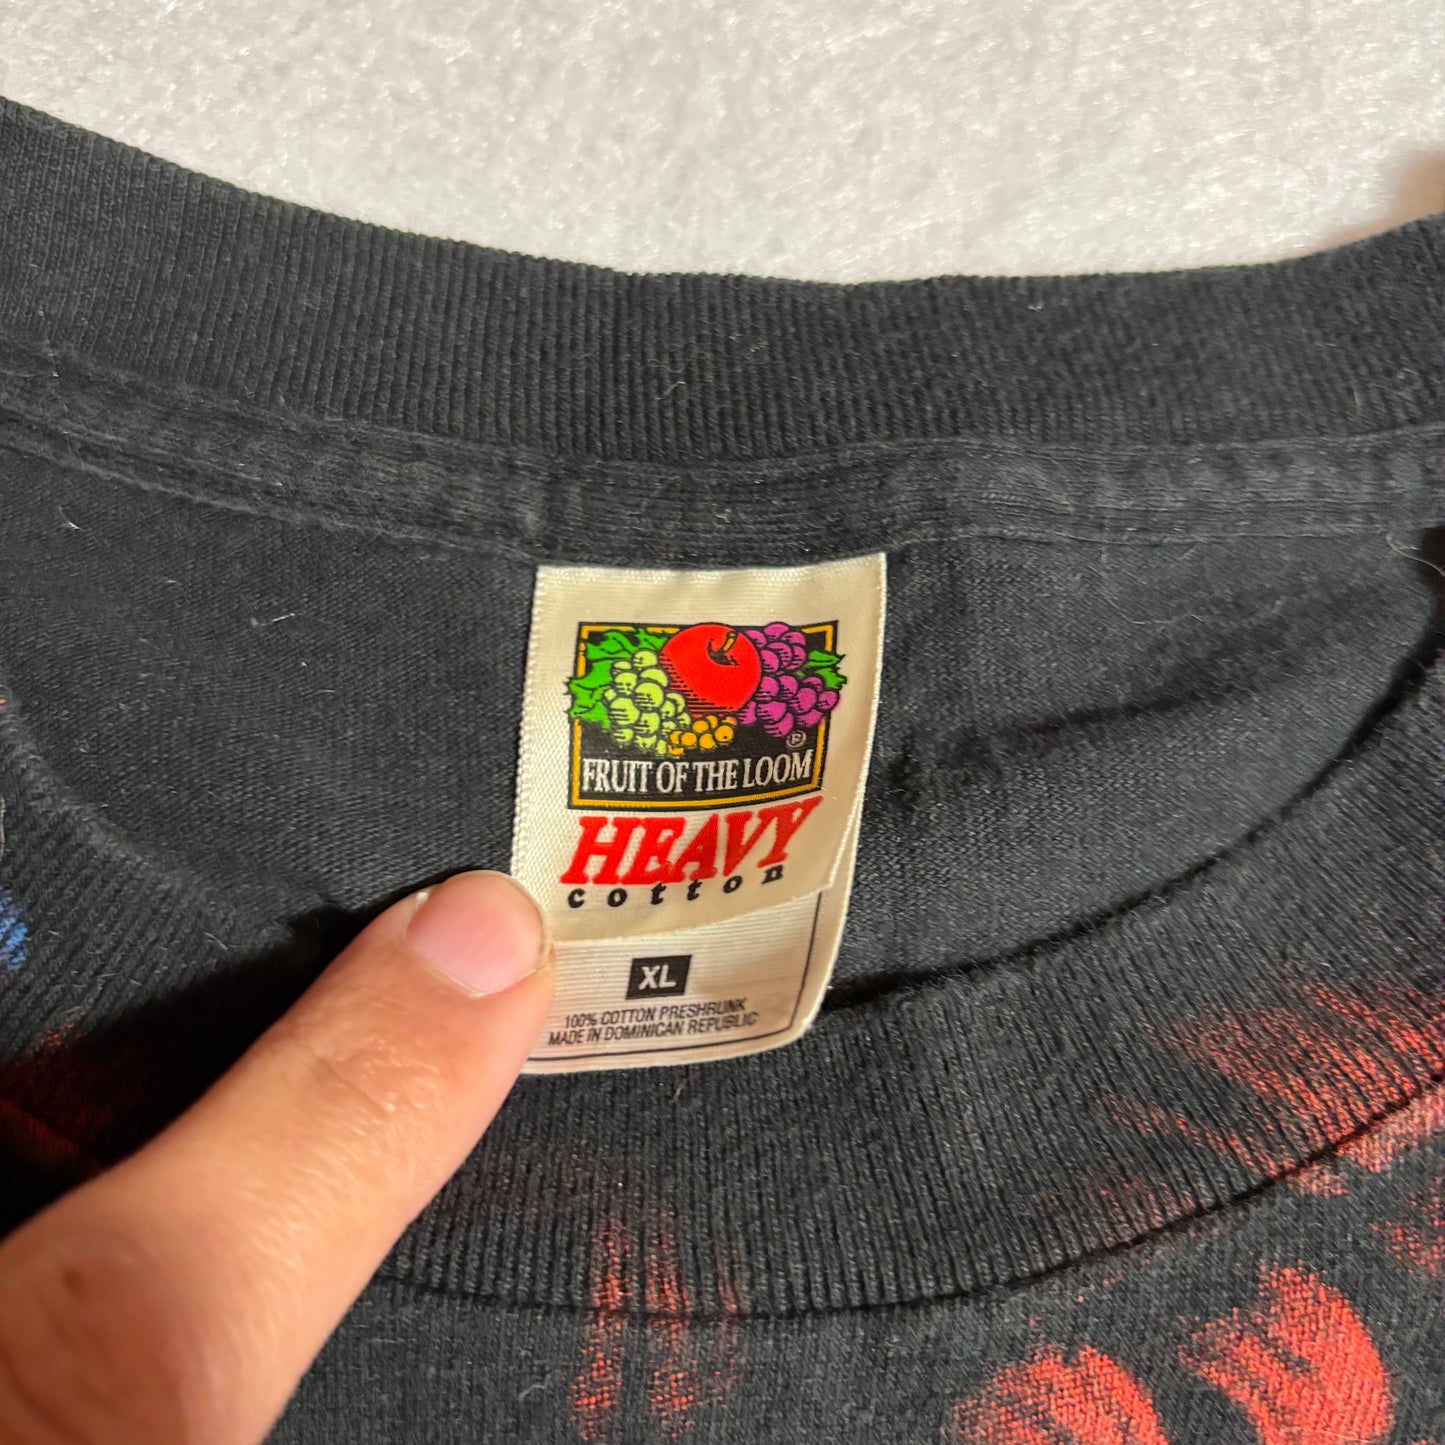 ®
FRUIT OF THE LOOM
HEAVY
cotton
XL
100% COTTON PRESHRUNK
MADE IN DOMINICAN REPUBLIC